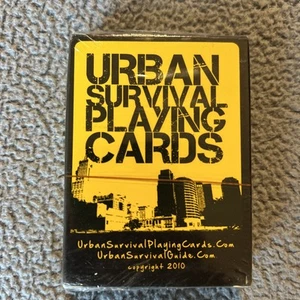 URBAN
SURVIVAL
PLAYING
CARDS
UrbanSurvivalPlayingCards.Com
UrbanSurvivalGuide.Com
copyright 2010